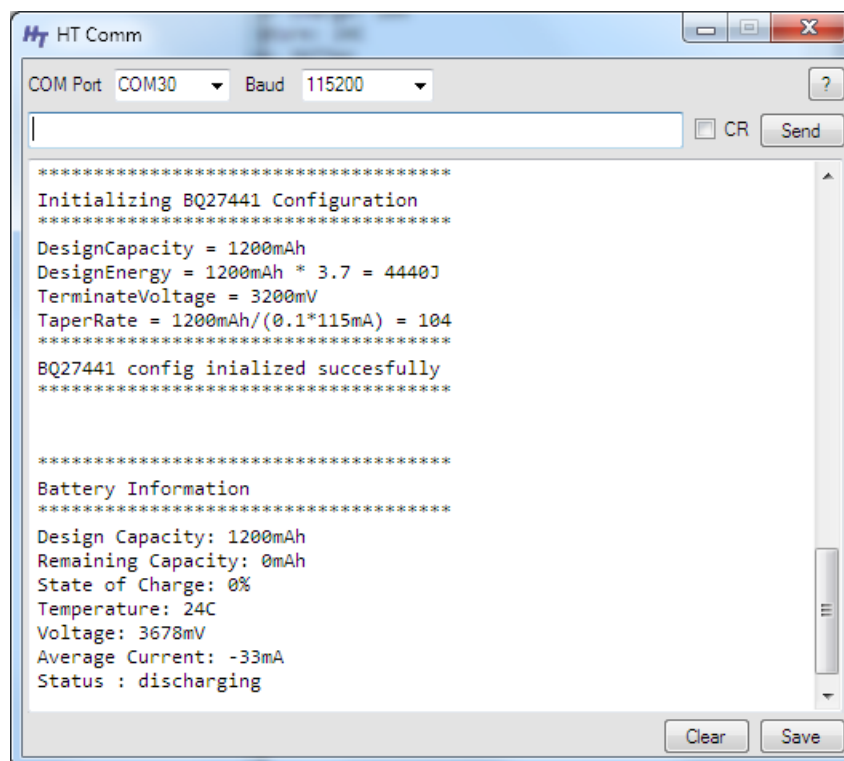 HT HT Comm
COM Port COM30 Baud 115200 ?
CR Send
*************************************
Initializing BQ27441 Configuration
*************************************
DesignCapacity = 1200mAh
DesignEnergy = 1200mAh * 3.7 = 4440J
TerminateVoltage = 3200mV
TaperRate = 1200mAh/(0.1*115mA) = 104
*************************************
BQ27441 config inialized succesfully
*************************************
*************************************
Battery Information
*************************************
Design Capacity: 1200mAh
Remaining Capacity: 0mAh
State of Charge: 0%
Temperature: 24C
Voltage: 3678mV
Average Current: -33mA
Status : discharging
Clear Save